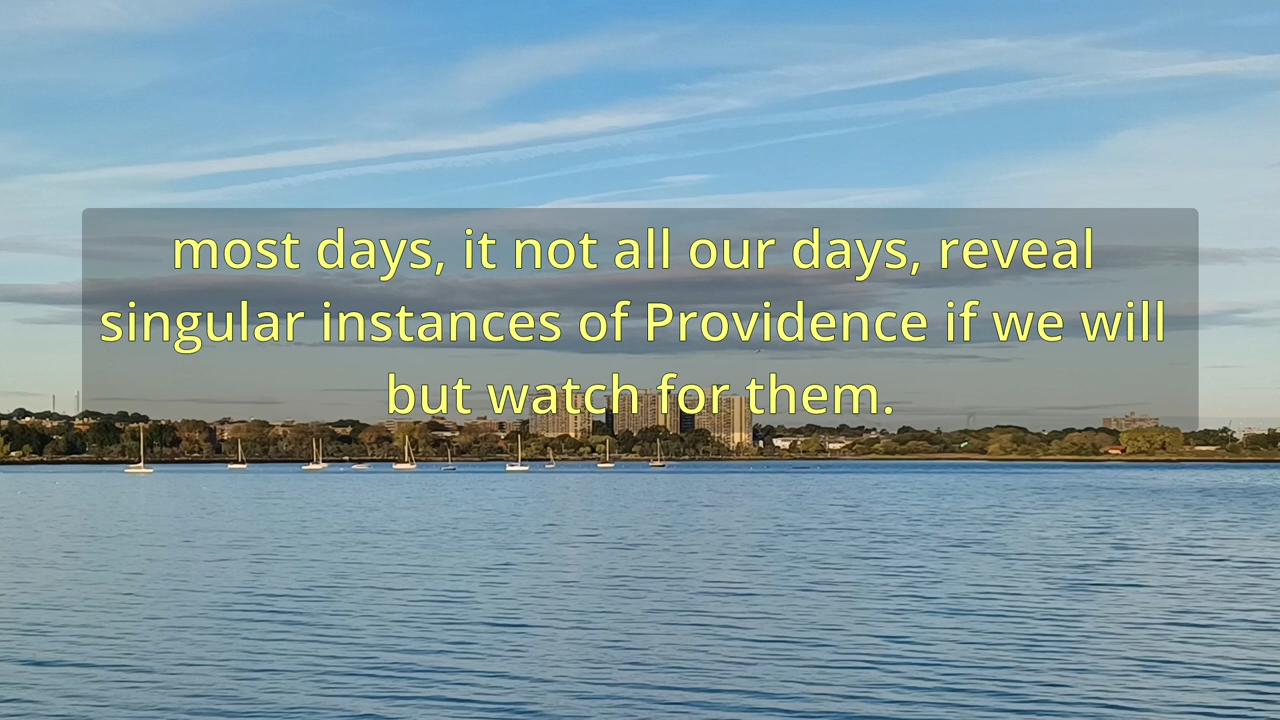 most days, it not all our days, reveal
singular instances of Providence if we will
but watch for them.